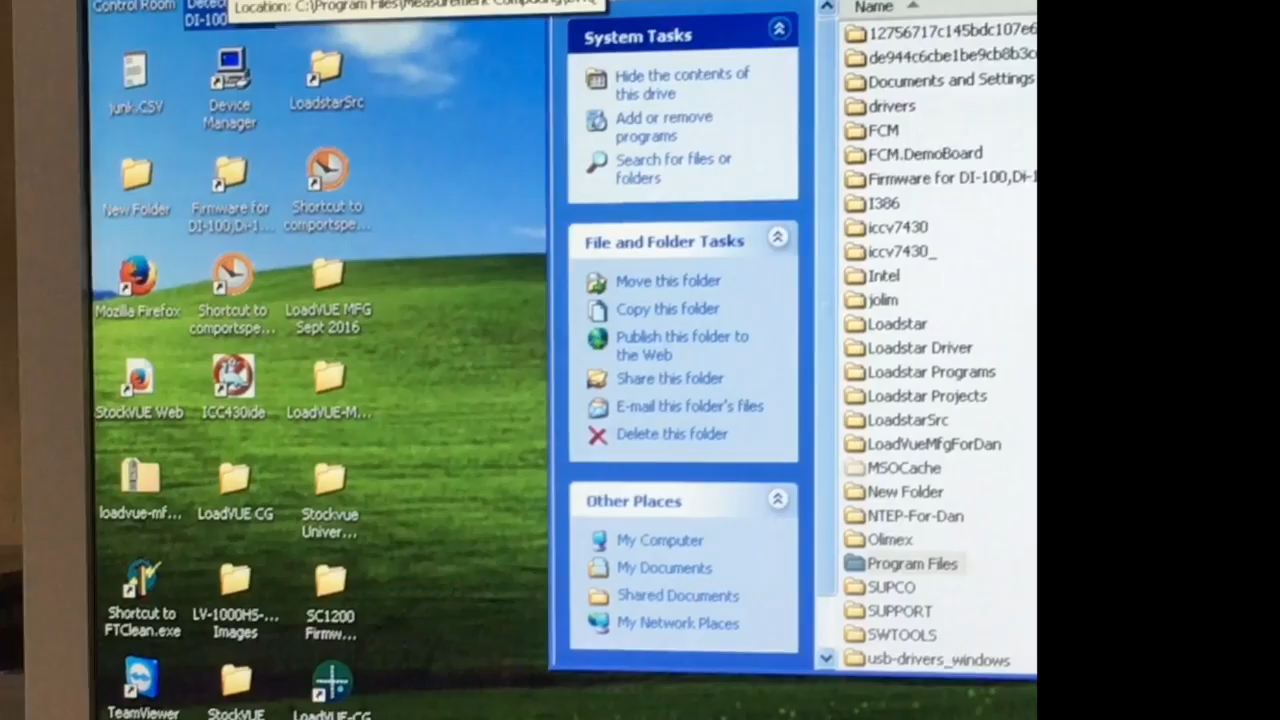 Control Room
DI-100
Location: C:\Program Files\Measurement Computing\DAQ
junk.CSV
Device
Manager
LoadstarSrc
New Folder
Firmware for
DI-100,Di-1...
Shortcut to
comportspe...
Mozilla Firefox
Shortcut to
comportspe...
LoadVUE MFG
Sept 2016
StockVUE Web
ICC430ide
LoadVUE-M...
loadvue-mf...
LoadVUE CG
Stockvue
Univer...
Shortcut to
FTClean.exe
LV-1000HS-...
Images
SC1200
Firmw...
TeamViewer
StockVUE
LoadVUE-CG
System Tasks
Hide the contents of
this drive
Add or remove
programs
Search for files or
folders
File and Folder Tasks
Move this folder
Copy this folder
Publish this folder to
the Web
Share this folder
E-mail this folder's files
Delete this folder
Other Places
My Computer
My Documents
Shared Documents
My Network Places
Name
12756717c145bdc107e6
de944c6cbe1be9cb8b3c
Documents and Settings
drivers
FCM
FCM.DemoBoard
Firmware for DI-100,Di-1
I386
iccv7430
iccv7430_
Intel
jolim
Loadstar
Loadstar Driver
Loadstar Programs
Loadstar Projects
LoadstarSrc
LoadVueMfgForDan
MSOCache
New Folder
NTEP-For-Dan
Olimex
Program Files
SUPCO
SUPPORT
SWTOOLS
usb-drivers_windows